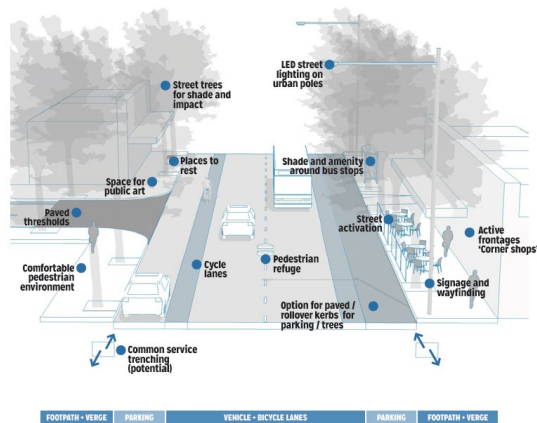 Street trees
for shade and
impact
LED street
lighting on
urban poles
Places to
rest
Shade and amenity
around bus stops
Space for
public art
Paved
thresholds
Street
activation
Active
frontages
'Corner shops'
Comfortable
pedestrian
environment
Cycle
lanes
Pedestrian
refuge
Signage and
wayfinding
Option for paved /
rollover kerbs for
parking / trees
Common service
trenching
(potential)
FOOTPATH + VERGE
PARKING
VEHICLE + BICYCLE LANES
PARKING
FOOTPATH + VERGE